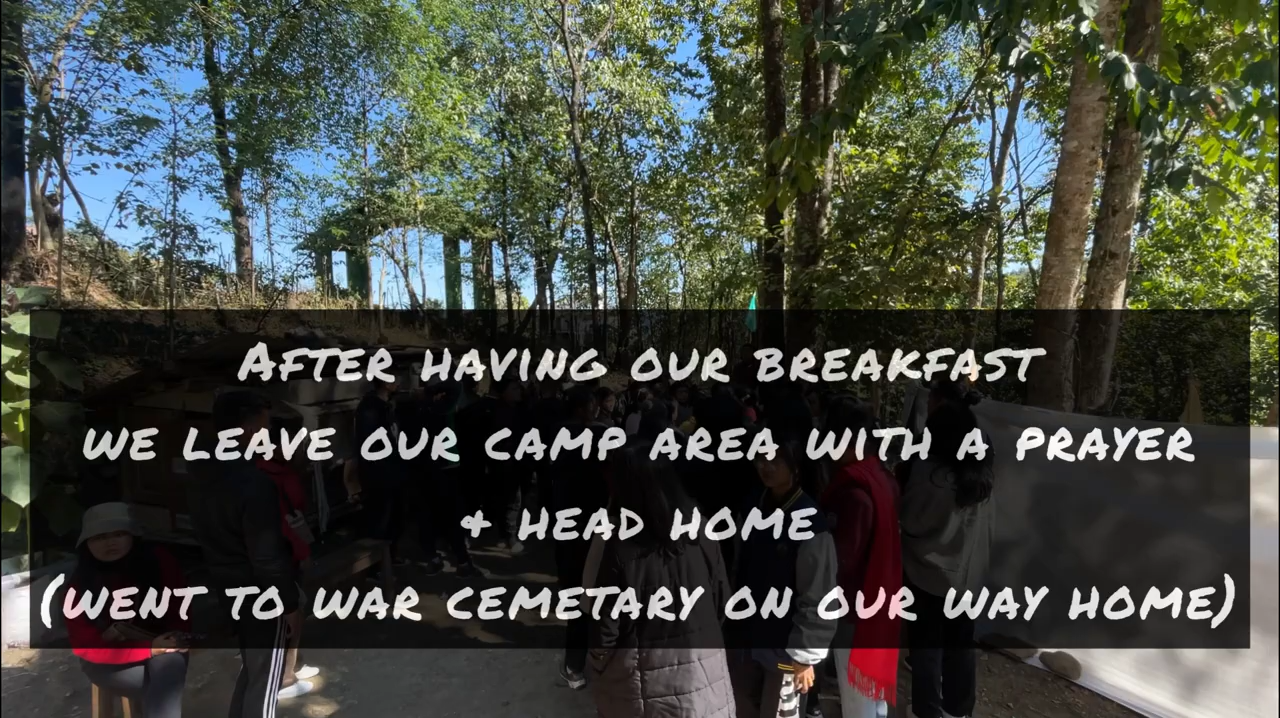 After having our breakfast
we leave our camp area with a prayer
& head home
(went to war cemetary on our way home)